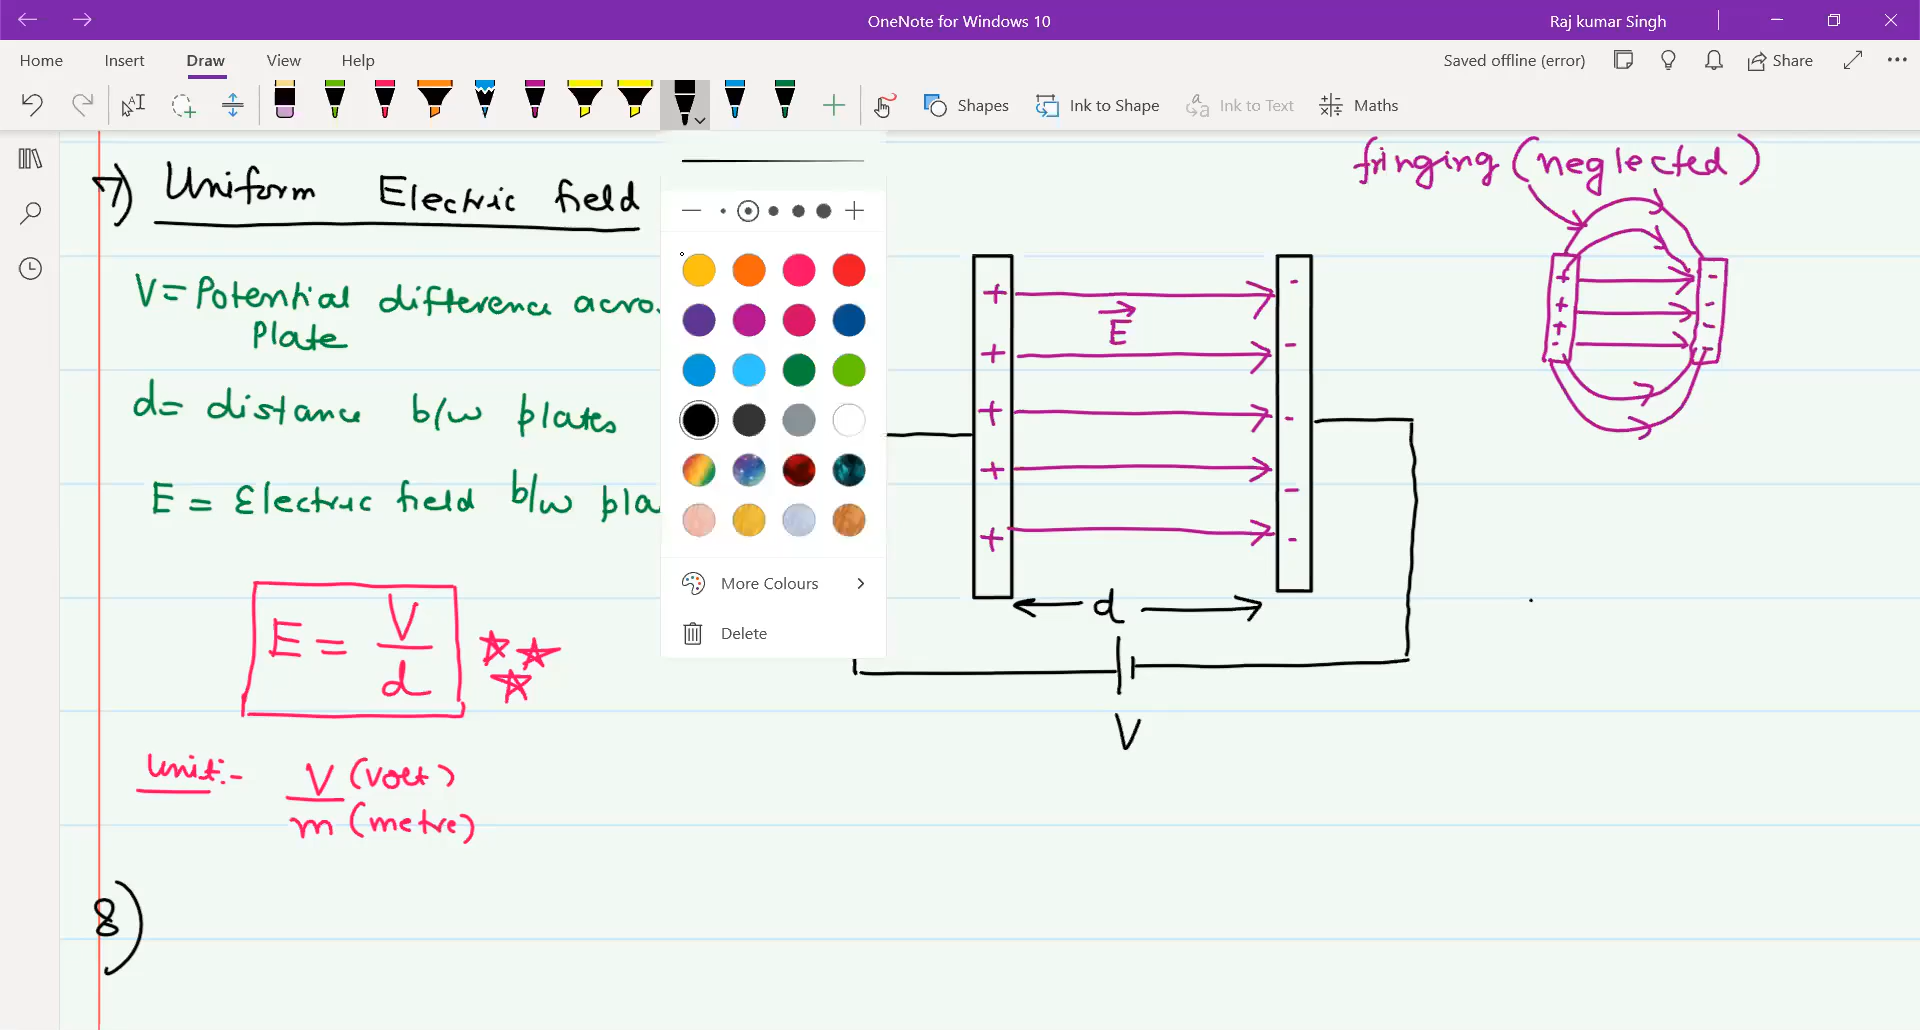 OneNote for Windows 10
Raj kumar Singh
Home Insert Draw View Help
Saved offline (error) Share
Shapes Ink to Shape Ink to Text Maths
7) Uniform Electric field
fringing (neglected)
V = Potential difference acro
Plate
d = distance b/w plates
E = Electric field b/w pla
E = V/d
Unit:- V (Volt)
m (metre)
8)
More Colours
Delete
+ E -
+ -
+ -
+ -
+ -
d
V
+ -
+ -
+ -
- -